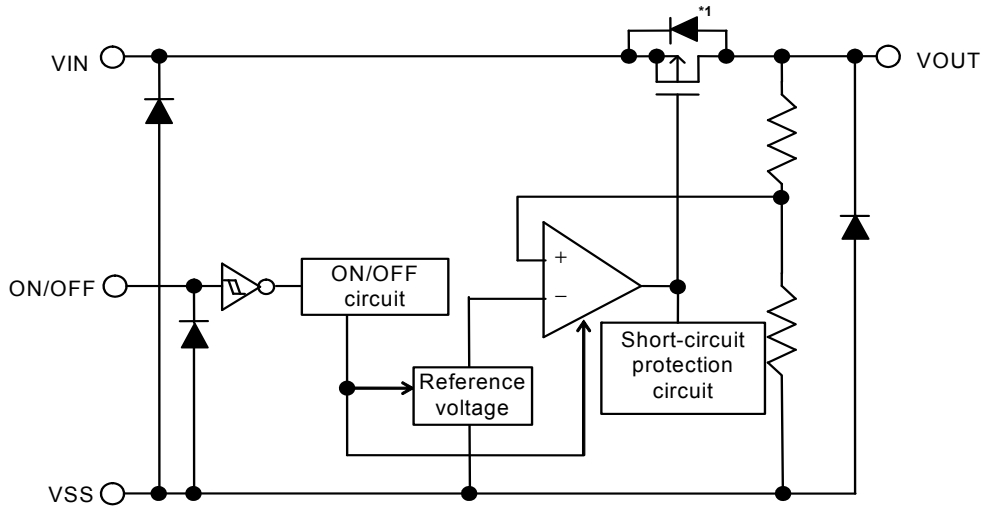 *1
VIN
VOUT
ON/OFF
ON/OFF
circuit
+
−
Short-circuit
protection
circuit
Reference
voltage
VSS